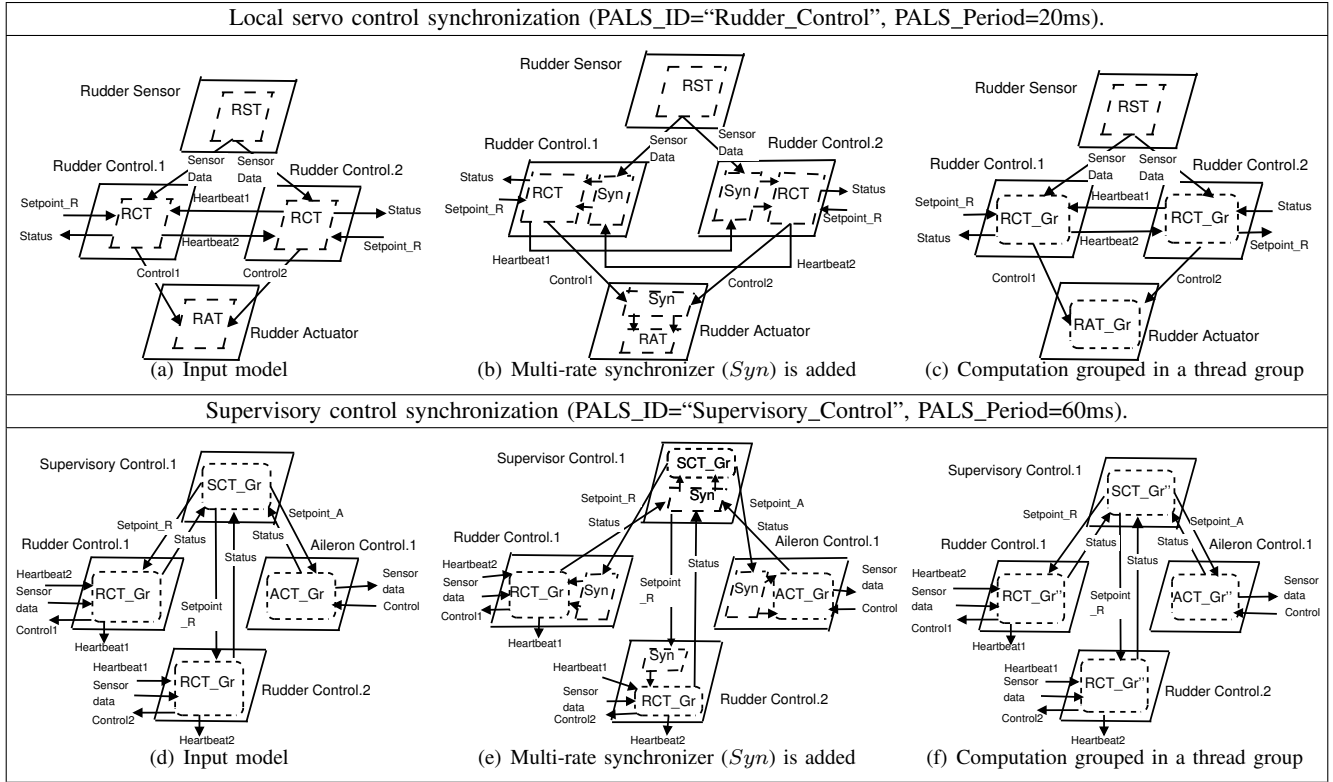 Local servo control synchronization (PALS_ID=“Rudder_Control”, PALS_Period=20ms).
Rudder Sensor
RST
Rudder Control.1
Sensor
Data
Sensor
Data
Rudder Control.2
Setpoint_R
RCT
Heartbeat1
RCT
Status
Status
Heartbeat2
Setpoint_R
Control1
Control2
RAT
Rudder Actuator
(a) Input model
Rudder Sensor
RST
Rudder Control.1
Sensor
Data
Sensor
Data
Rudder Control.2
Status
RCT
Syn
Syn
RCT
Status
Setpoint_R
Setpoint_R
Heartbeat1
Heartbeat2
Control1
Control2
Syn
RAT
Rudder Actuator
(b) Multi-rate synchronizer (Syn) is added
Rudder Sensor
RST
Rudder Control.1
Sensor
Data
Sensor
Data
Rudder Control.2
Setpoint_R
RCT_Gr
Heartbeat1
RCT_Gr
Status
Status
Heartbeat2
Setpoint_R
Control1
Control2
RAT_Gr
Rudder Actuator
(c) Computation grouped in a thread group
Supervisory control synchronization (PALS_ID=“Supervisory_Control”, PALS_Period=60ms).
Supervisory Control.1
SCT_Gr
Setpoint_R
Setpoint_A
Status
Status
Status
Rudder Control.1
Aileron Control.1
Heartbeat2
Sensor
data
RCT_Gr
Control1
Heartbeat1
Setpoint
_R
ACT_Gr
Sensor
data
Control
Heartbeat1
Sensor
data
RCT_Gr
Control2
Rudder Control.2
Heartbeat2
(d) Input model
Supervisor Control.1
SCT_Gr
Syn
Setpoint_R
Setpoint_A
Status
Status
Status
Rudder Control.1
Aileron Control.1
Heartbeat2
Sensor
data
RCT_Gr
Syn
Control1
Heartbeat1
Setpoint
_R
Syn
ACT_Gr
Sensor
data
Control
Heartbeat1
Syn
Sensor
data
RCT_Gr
Control2
Rudder Control.2
Heartbeat2
(e) Multi-rate synchronizer (Syn) is added
Supervisory Control.1
SCT_Gr''
Setpoint_R
Setpoint_A
Status
Status
Status
Rudder Control.1
Aileron Control.1
Heartbeat2
Sensor
data
RCT_Gr''
Control1
Heartbeat1
Setpoint
_R
ACT_Gr''
Sensor
data
Control
Heartbeat1
Sensor
data
RCT_Gr''
Control2
Rudder Control.2
Heartbeat2
(f) Computation grouped in a thread group